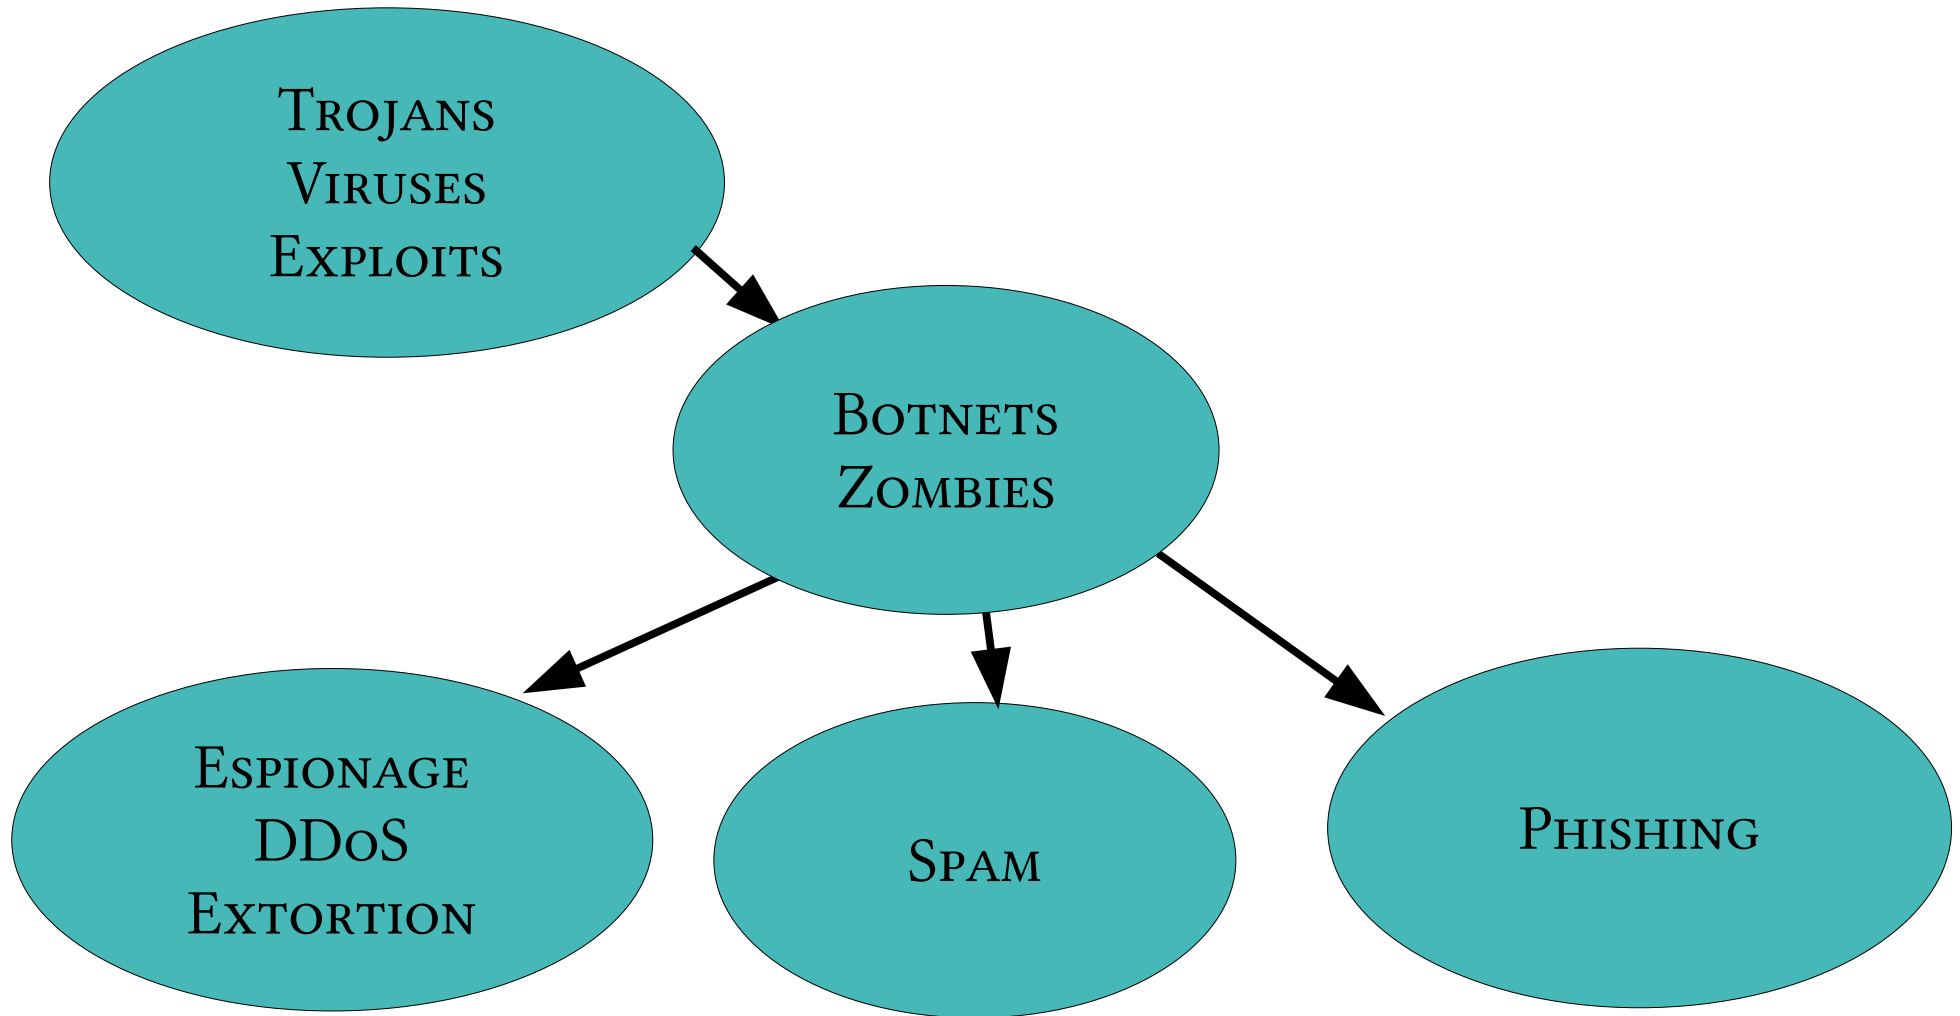 Trojans
Viruses
Exploits
Botnets
Zombies
Espionage
DDoS
Extortion
Spam
Phishing